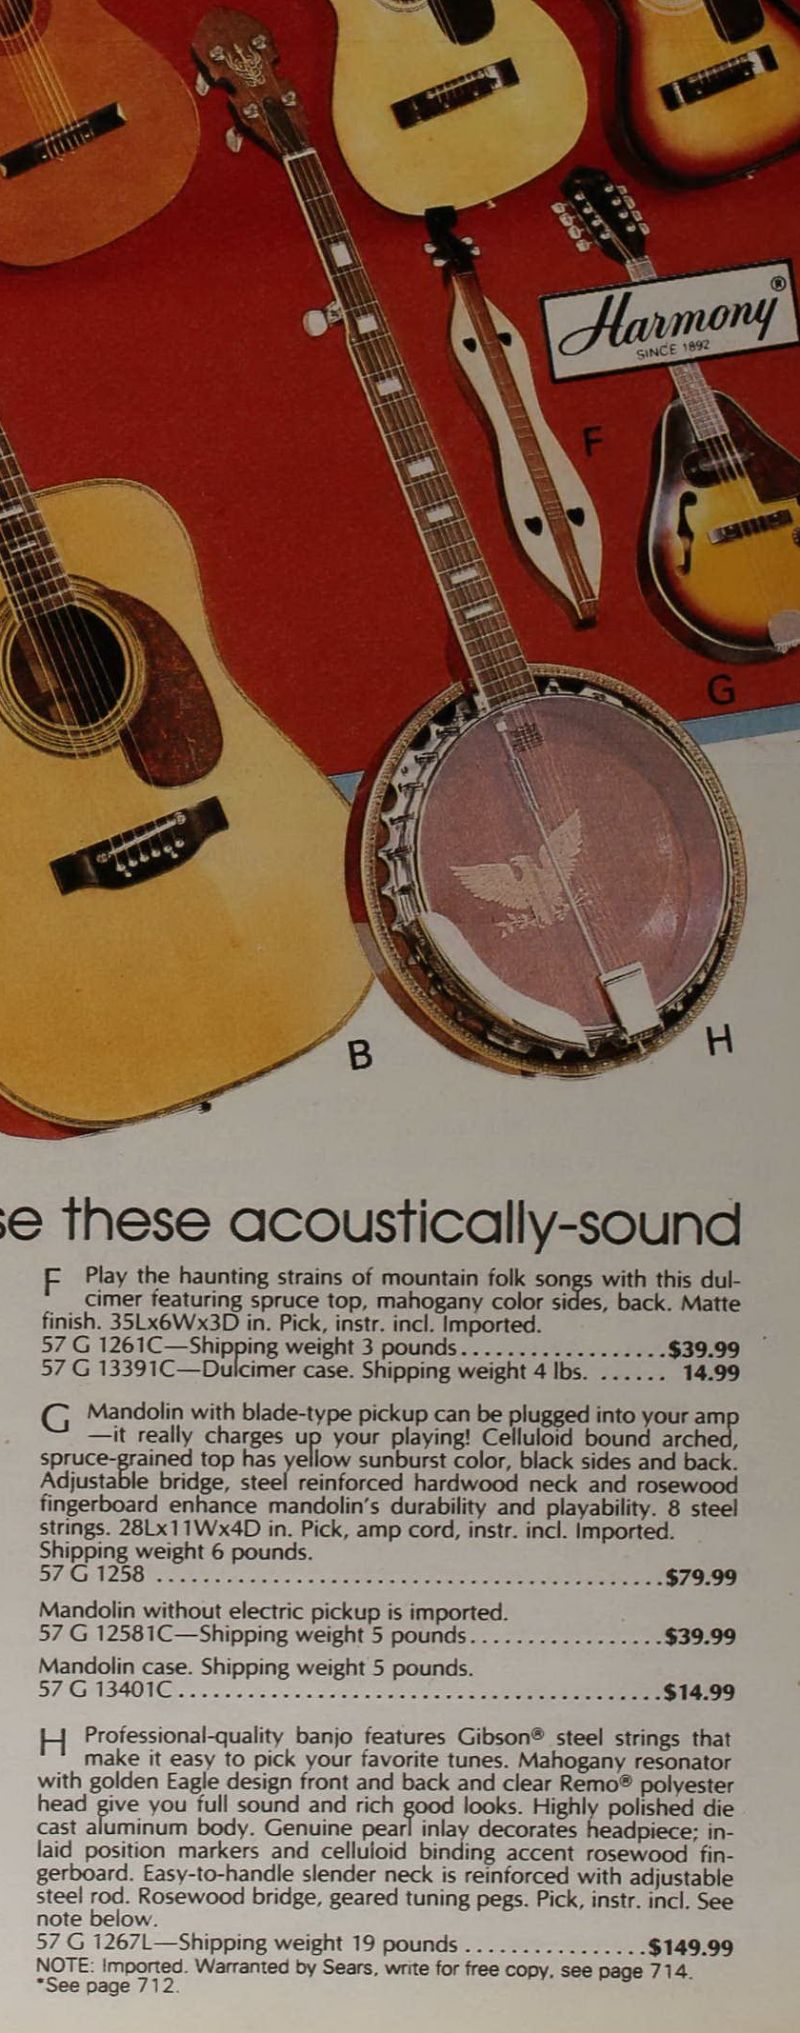 Harmony®
SINCE 1892
F
G
B
H
se these acoustically-sound
F Play the haunting strains of mountain folk songs with this dul-
cimer featuring spruce top, mahogany color sides, back. Matte
finish. 35Lx6Wx3D in. Pick, instr. incl. Imported.
57 G 1261C—Shipping weight 3 pounds..................$39.99
57 G 13391C—Dulcimer case. Shipping weight 4 lbs. ....... 14.99
G Mandolin with blade-type pickup can be plugged into your amp
—it really charges up your playing! Celluloid bound arched,
spruce-grained top has yellow sunburst color, black sides and back.
Adjustable bridge, steel reinforced hardwood neck and rosewood
fingerboard enhance mandolin's durability and playability. 8 steel
strings. 28Lx11Wx4D in. Pick, amp cord, instr. incl. Imported.
Shipping weight 6 pounds.
57 G 1258 .............................................$79.99
Mandolin without electric pickup is imported.
57 G 12581C—Shipping weight 5 pounds.................$39.99
Mandolin case. Shipping weight 5 pounds.
57 G 13401C...........................................$14.99
H Professional-quality banjo features Gibson® steel strings that
make it easy to pick your favorite tunes. Mahogany resonator
with golden Eagle design front and back and clear Remo® polyester
head give you full sound and rich good looks. Highly polished die
cast aluminum body. Genuine pearl inlay decorates headpiece; in-
laid position markers and celluloid binding accent rosewood fin-
gerboard. Easy-to-handle slender neck is reinforced with adjustable
steel rod. Rosewood bridge, geared tuning pegs. Pick, instr. incl. See
note below.
57 G 1267L—Shipping weight 19 pounds................$149.99
NOTE: Imported. Warranted by Sears, write for free copy, see page 714.
*See page 712.